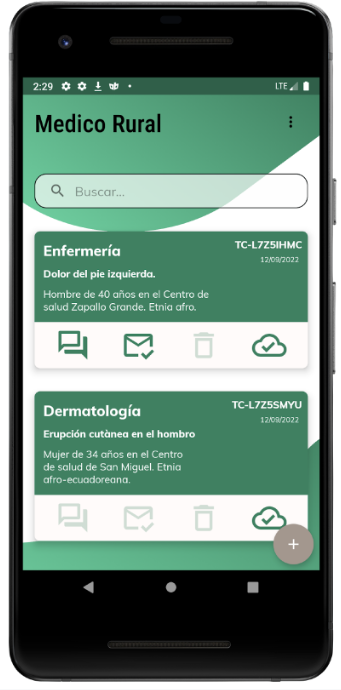 2:29 LTE
Medico Rural
Buscar...
Enfermería TC-L7Z5IHMC
12/09/2022
Dolor del pie izquierda.
Hombre de 40 años en el Centro de
salud Zapallo Grande. Etnia afro.
Dermatología TC-L7Z5SMYU
12/09/2022
Erupción cutànea en el hombro
Mujer de 34 años en el Centro
de salud de San Miguel. Etnia
afro-ecuadoreana.